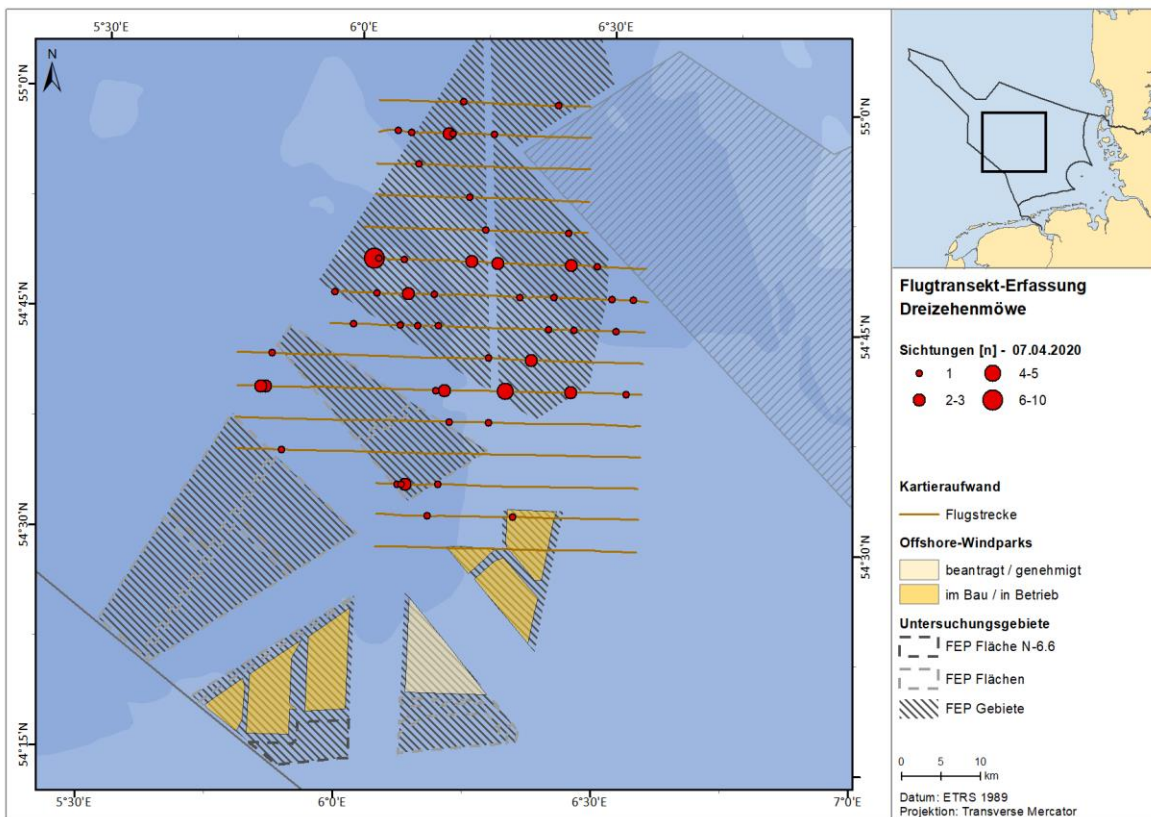 5°30'E
6°0'E
6°30'E
N
55°0'N
54°45'N
54°30'N
54°15'N
55°0'N
54°45'N
54°30'N
5°30'E
6°0'E
6°30'E
7°0'E
Flugtransekt-Erfassung
Dreizehenmöwe
Sichtungen [n] - 07.04.2020
1
4-5
2-3
6-10
Kartieraufwand
Flugstrecke
Offshore-Windparks
beantragt / genehmigt
im Bau / in Betrieb
Untersuchungsgebiete
FEP Fläche N-6.6
FEP Flächen
FEP Gebiete
0 5 10
km
Datum: ETRS 1989
Projektion: Transverse Mercator